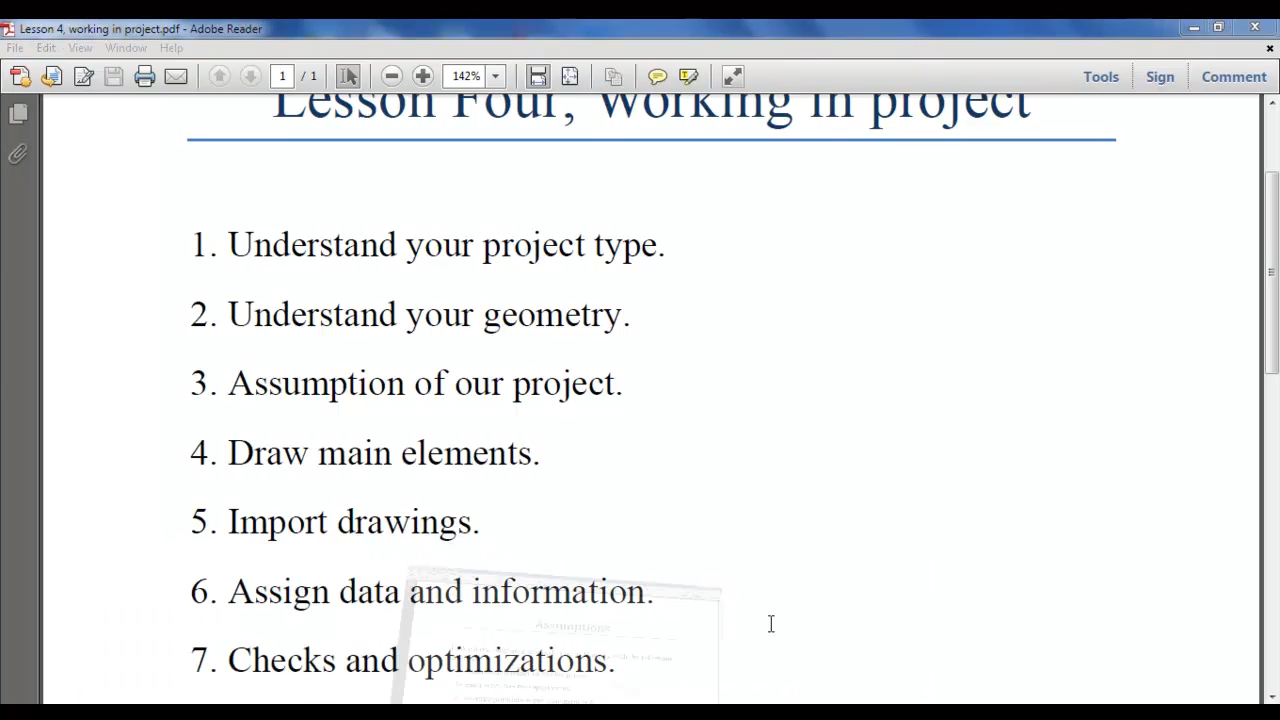 Lesson 4, working in project.pdf - Adobe Reader
File Edit View Window Help
1 / 1 142% Tools Sign Comment
Lesson Four, Working in project
1. Understand your project type.
2. Understand your geometry.
3. Assumption of our project.
4. Draw main elements.
5. Import drawings.
6. Assign data and information.
Assumptions
7. Checks and optimizations.